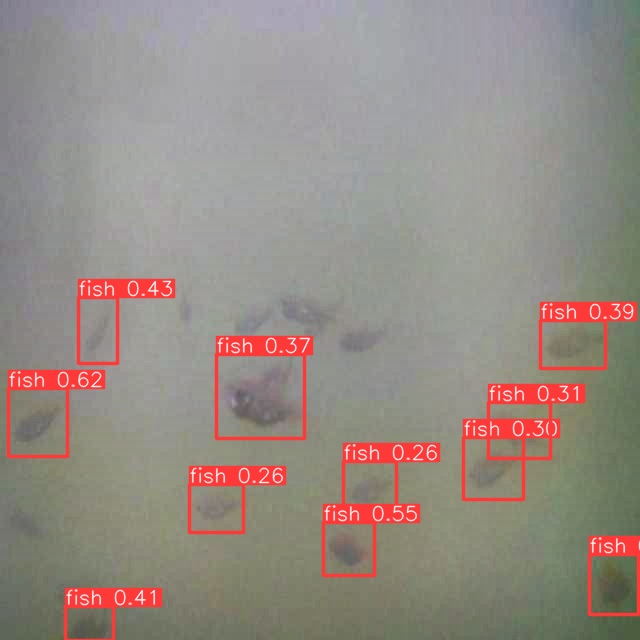 fish 0.43
fish 0.39
fish 0.37
fish 0.62
fish 0.31
fish 0.30
fish 0.26
fish 0.26
fish 0.55
fish
fish 0.41